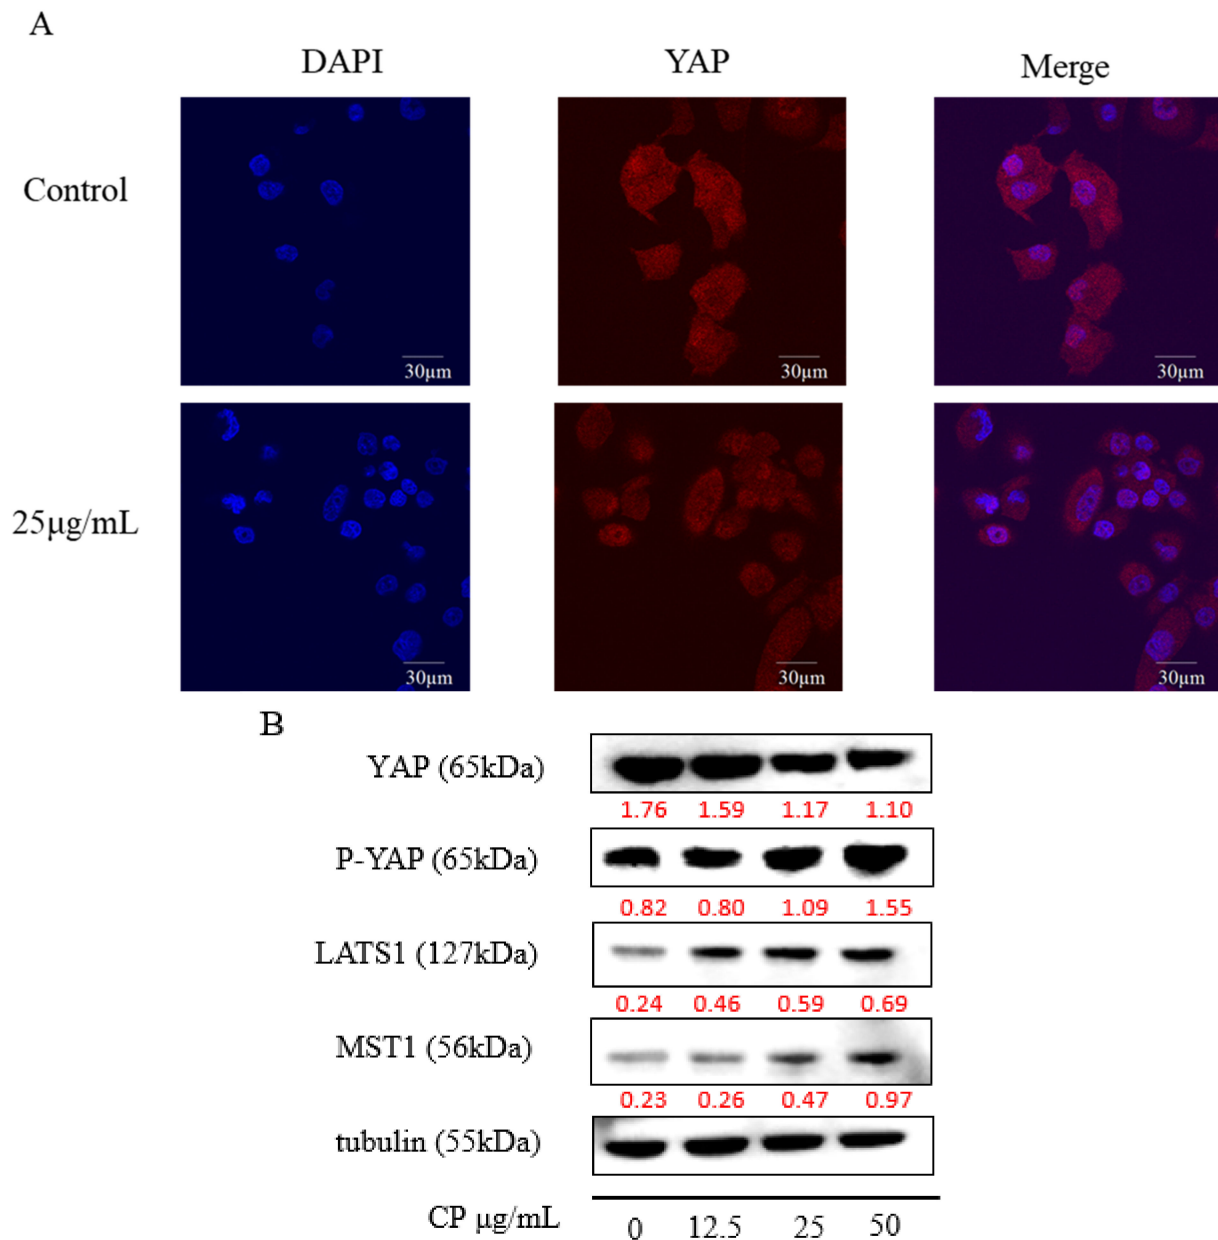 A
DAPI YAP Merge
Control
30µm 30µm 30µm
25µg/mL
30µm 30µm 30µm
B
YAP (65kDa)
1.76 1.59 1.17 1.10
P-YAP (65kDa)
0.82 0.80 1.09 1.55
LATS1 (127kDa)
0.24 0.46 0.59 0.69
MST1 (56kDa)
0.23 0.26 0.47 0.97
tubulin (55kDa)
CP µg/mL 0 12.5 25 50